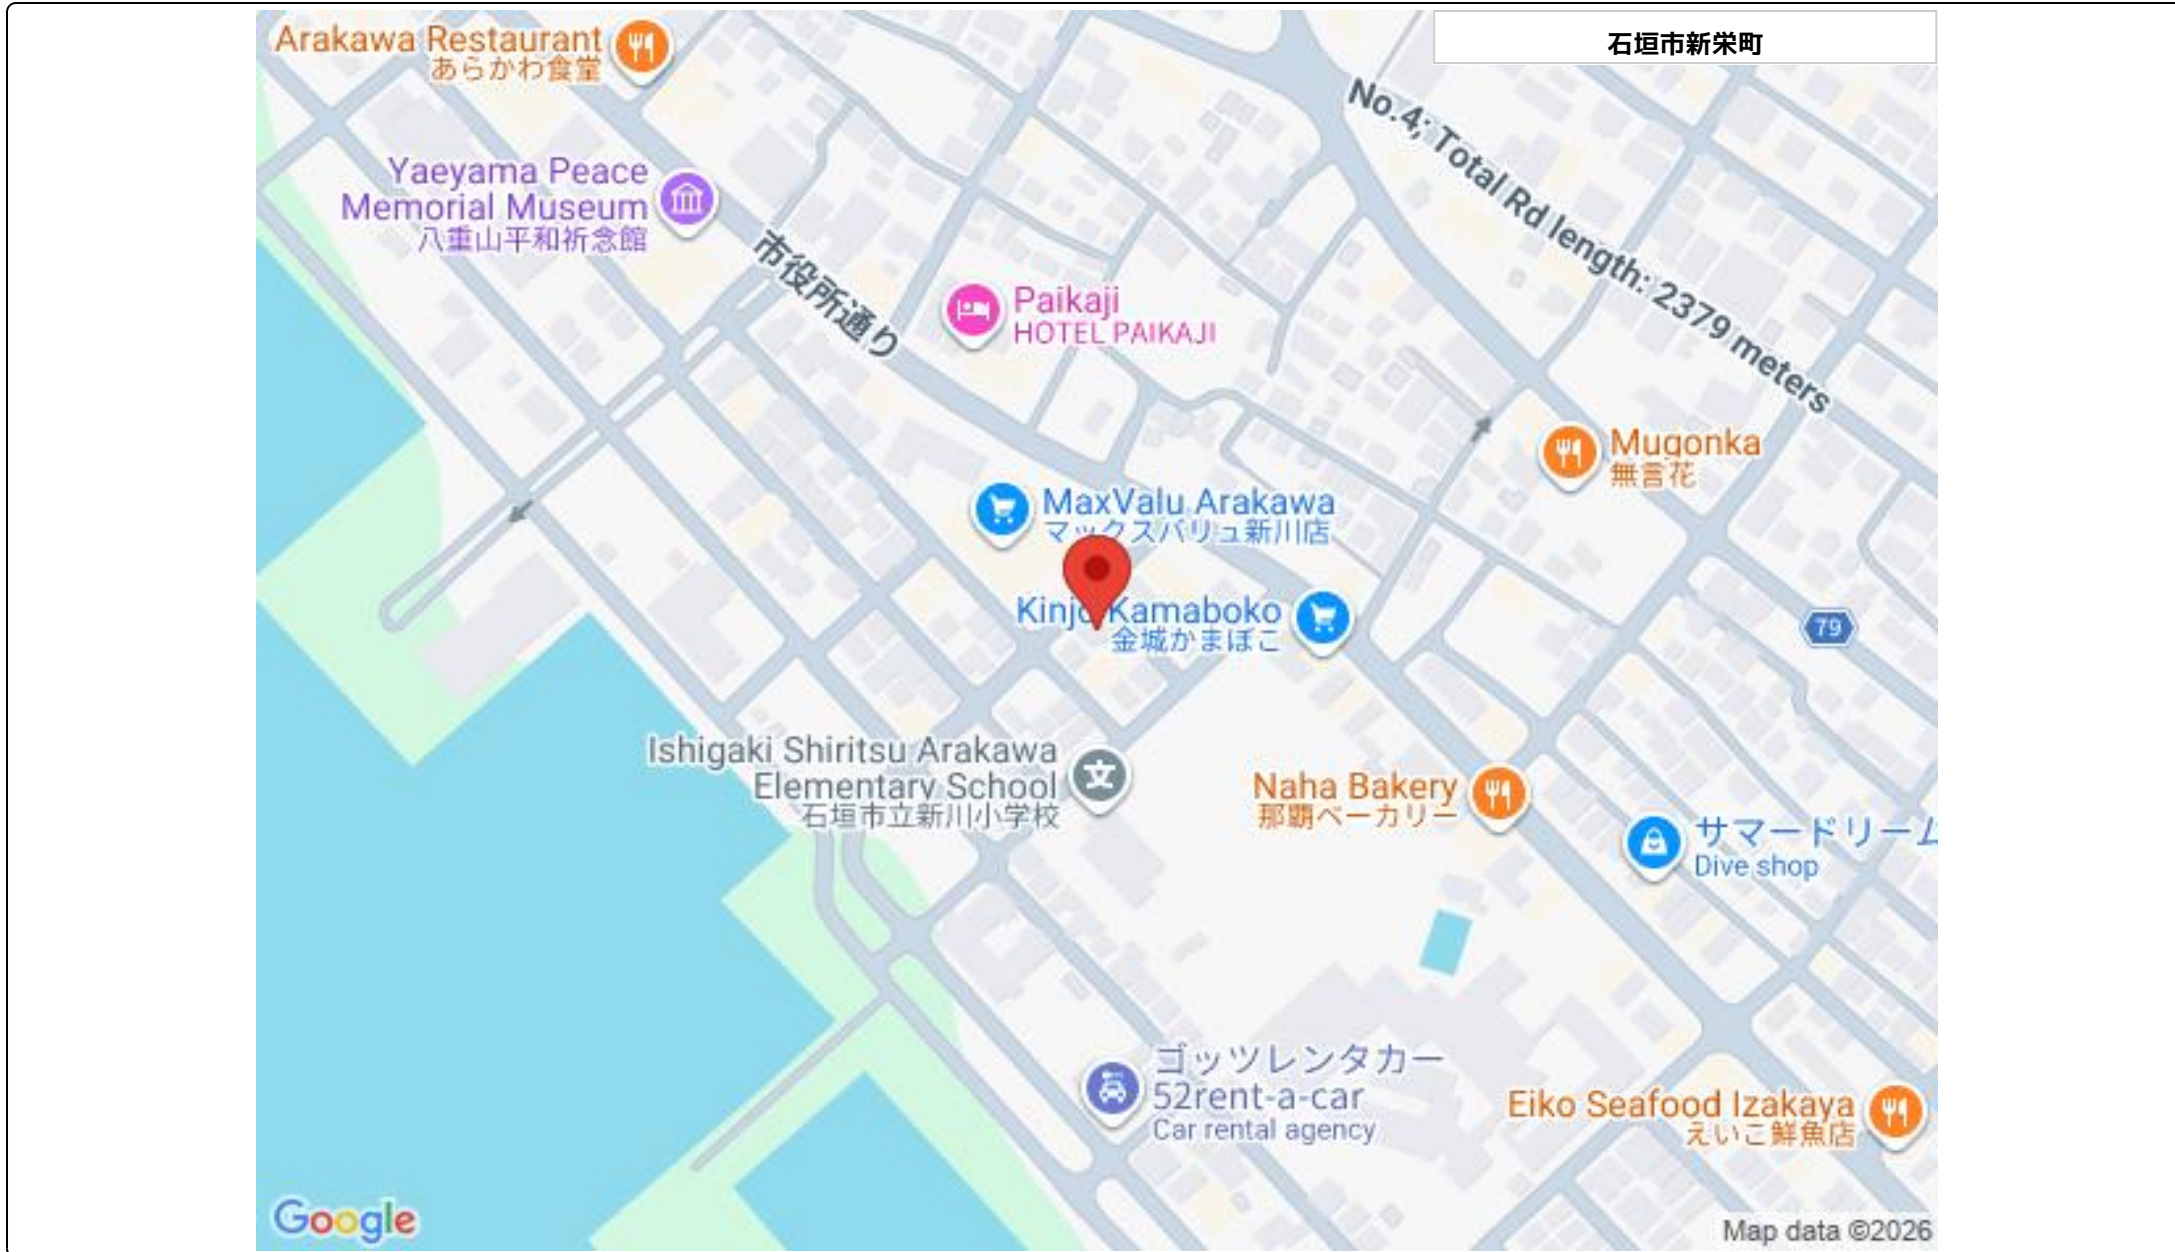 石垣市新栄町
Arakawa Restaurant
あらかわ食堂
No.4; Total Rd length: 2379 meters
Yaeyama Peace
Memorial Museum
八重山平和祈念館
市役所通り
Paikaji
HOTEL PAIKAJI
Mugonka
無言花
MaxValu Arakawa
マックスバリュ新川店
Kinjo Kamaboko
金城かまぼこ
79
Ishigaki Shiritsu Arakawa
Elementary School
石垣市立新川小学校
文
Naha Bakery
那覇ベーカリー
サマードリーム
Dive shop
ゴッツレンタカー
52rent-a-car
Car rental agency
Eiko Seafood Izakaya
えいこ鮮魚店
Google
Map data ©2026